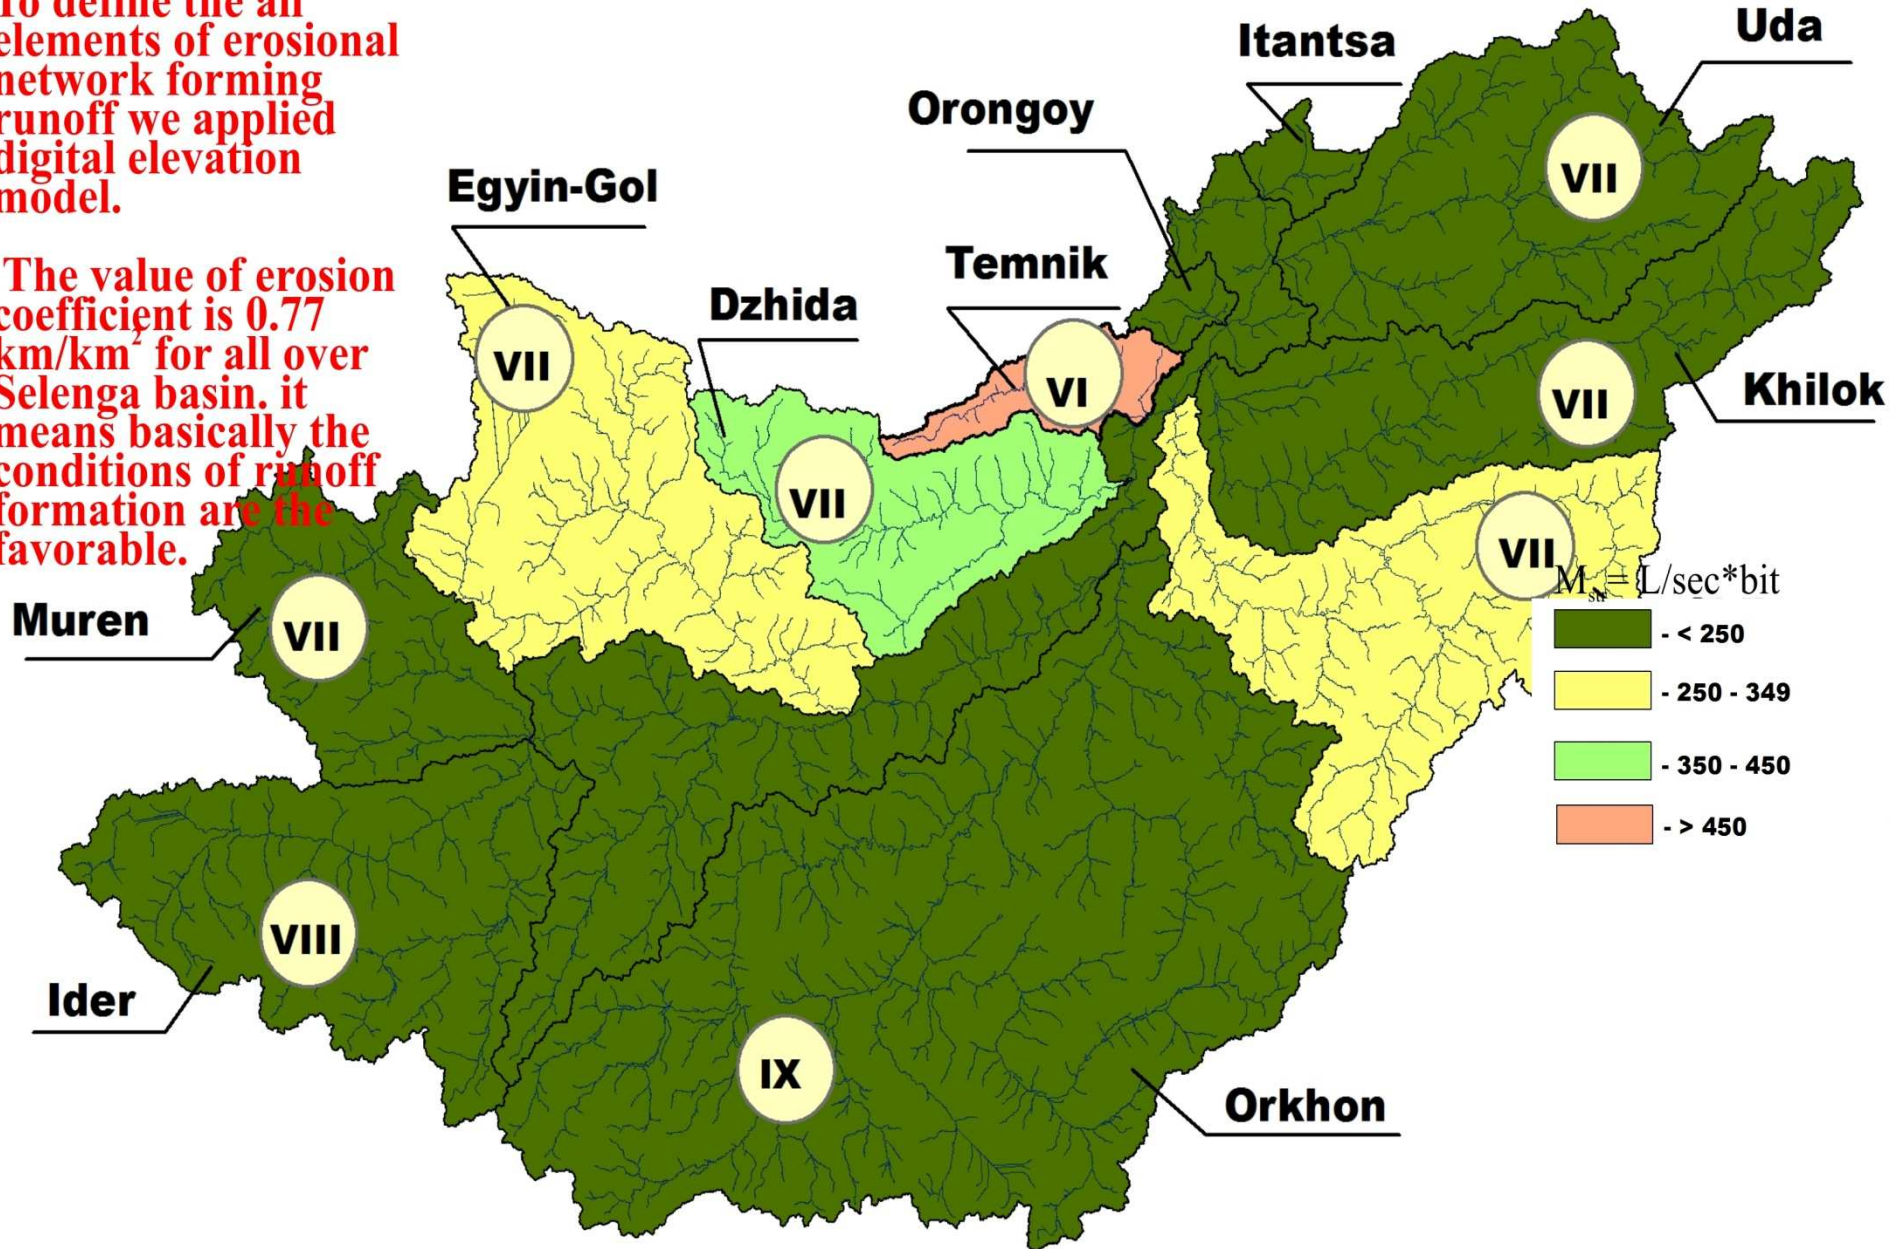 To define the all
elements of erosional
network forming
runoff we applied
digital elevation
model.
The value of erosion
coefficient is 0.77
km/km² for all over
Selenga basin. it
means basically the
conditions of runoff
formation are the
favorable.
Itantsa
Uda
Orongoy
Egyin-Gol
Temnik
Dzhida
Khilok
Muren
Ider
Orkhon
VII
VII
VI
VII
VII
VII
VII
VIII
IX
= L/sec*bit
- < 250
- 250 - 349
- 350 - 450
- > 450